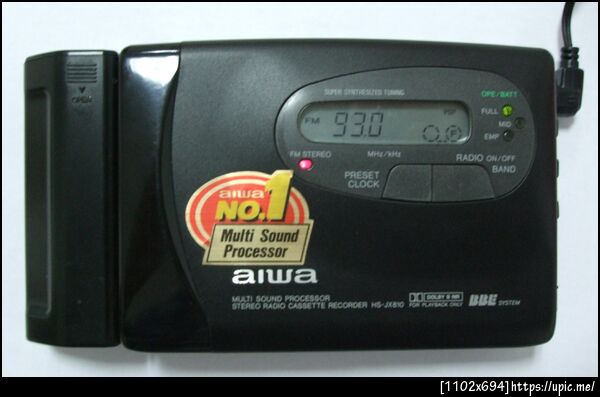 OPEN
SUPER SYNTHESIZED TUNING
OPE/BATT
FULL
MID
EMP
FM 93.0
FM STEREO
MHz/kHz
RADIO ON/OFF
BAND
PRESET
CLOCK
aiwa
NO.1
Multi Sound
Processor
aiwa
MULTI SOUND PROCESSOR
STEREO RADIO CASSETTE RECORDER HS-JX810
DOLBY B NR
FOR PLAYBACK ONLY
BBE SYSTEM
[1102x694]https://upic.me/